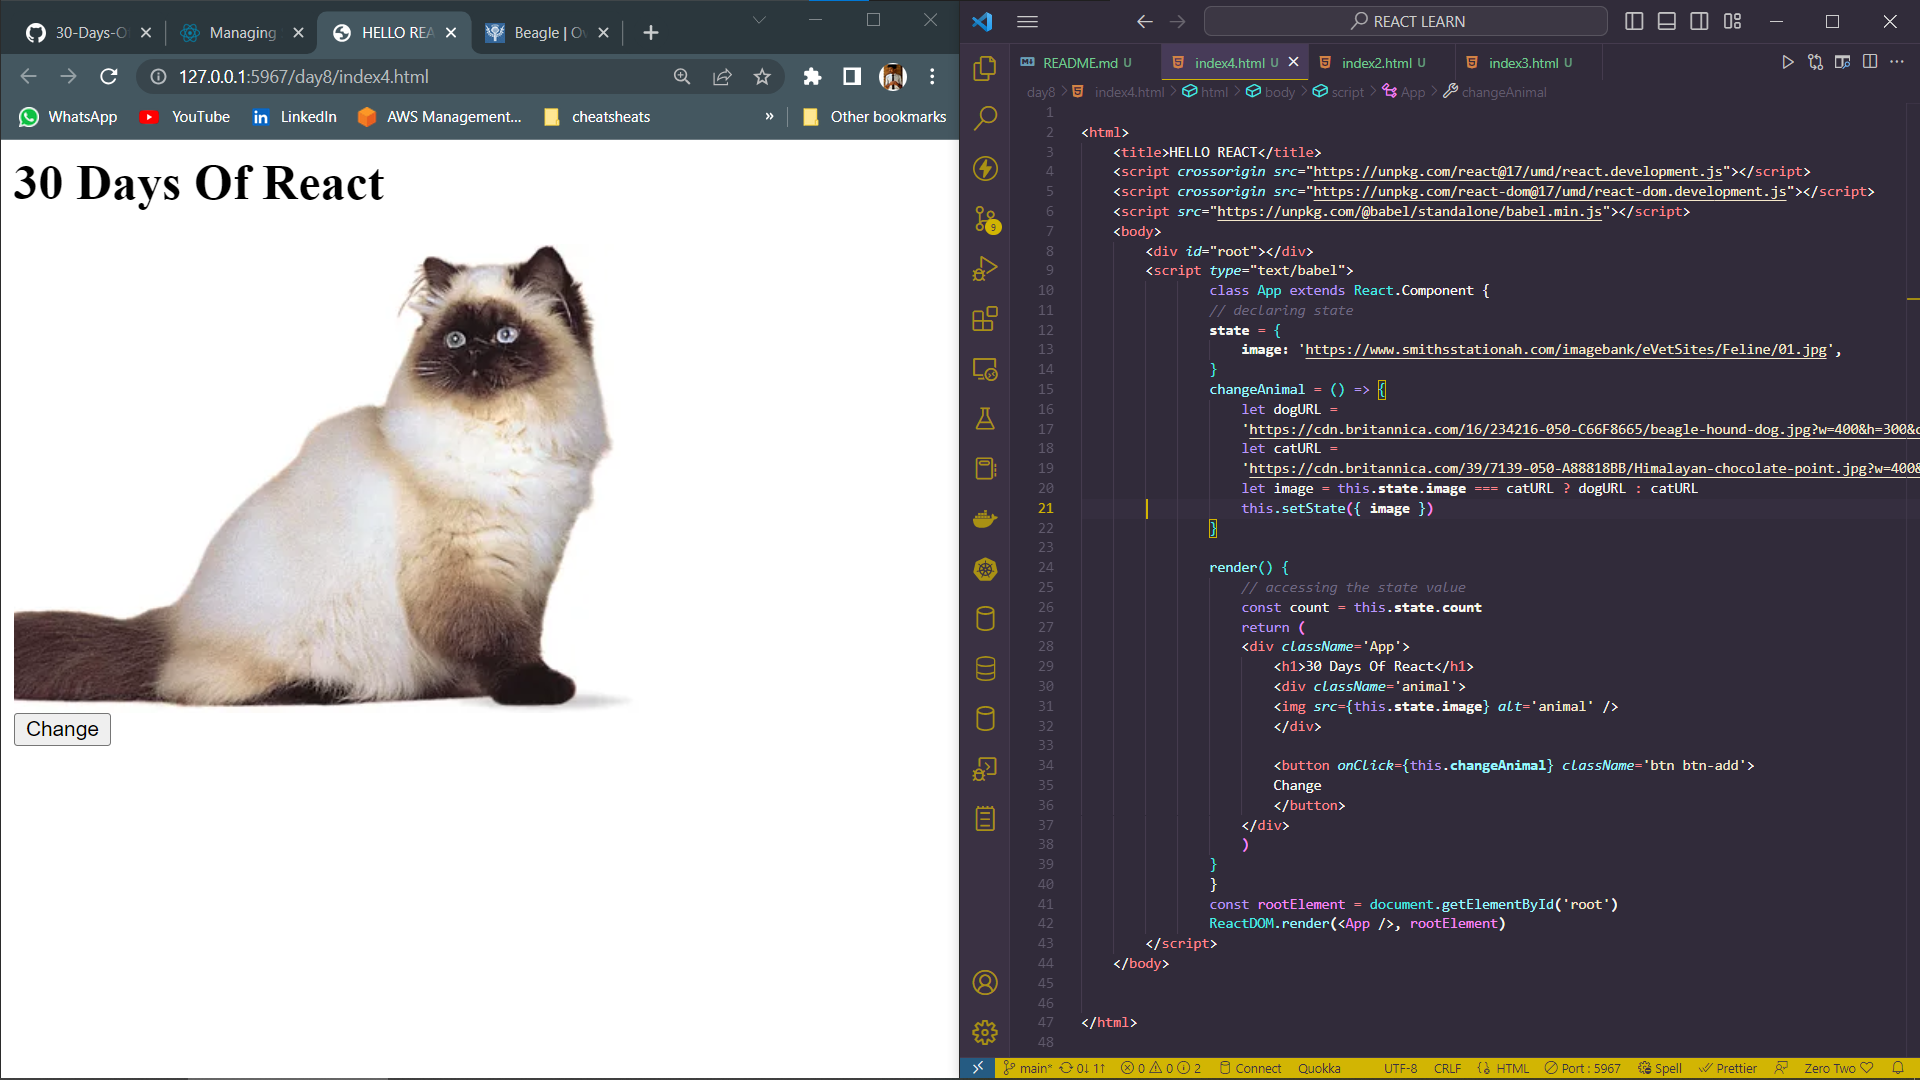 30-Days-O
Managing
HELLO REA
Beagle | Ov
127.0.0.1:5967/day8/index4.html
WhatsApp
YouTube
LinkedIn
AWS Management...
cheatsheats
»
Other bookmarks
30 Days Of React
Change
REACT LEARN
README.md U
index4.html U
index2.html U
index3.html U
day8 > index4.html > html > body > script > App > changeAnimal
1
2 <html>
3 <title>HELLO REACT</title>
4 <script crossorigin src="https://unpkg.com/react@17/umd/react.development.js"></script>
5 <script crossorigin src="https://unpkg.com/react-dom@17/umd/react-dom.development.js"></script>
6 <script src="https://unpkg.com/@babel/standalone/babel.min.js"></script>
7 <body>
8 <div id="root"></div>
9 <script type="text/babel">
10 class App extends React.Component {
11 // declaring state
12 state = {
13 image: 'https://www.smithsstationah.com/imagebank/eVetSites/Feline/01.jpg',
14 }
15 changeAnimal = () => {
16 let dogURL =
17 'https://cdn.britannica.com/16/234216-050-C66F8665/beagle-hound-dog.jpg?w=400&h=300&c
18 let catURL =
19 'https://cdn.britannica.com/39/7139-050-A88818BB/Himalayan-chocolate-point.jpg?w=400&
20 let image = this.state.image === catURL ? dogURL : catURL
21 this.setState({ image })
22 }
23
24 render() {
25 // accessing the state value
26 const count = this.state.count
27 return (
28 <div className='App'>
29 <h1>30 Days Of React</h1>
30 <div className='animal'>
31 <img src={this.state.image} alt='animal' />
32 </div>
33
34 <button onClick={this.changeAnimal} className='btn btn-add'>
35 Change
36 </button>
37 </div>
38 )
39 }
40 }
41 const rootElement = document.getElementById('root')
42 ReactDOM.render(<App />, rootElement)
43 </script>
44 </body>
45
46
47 </html>
48
9
main* 0↓ 1↑ 0 0 2 Connect Quokka UTF-8 CRLF HTML Port : 5967 Spell Prettier Zero Two